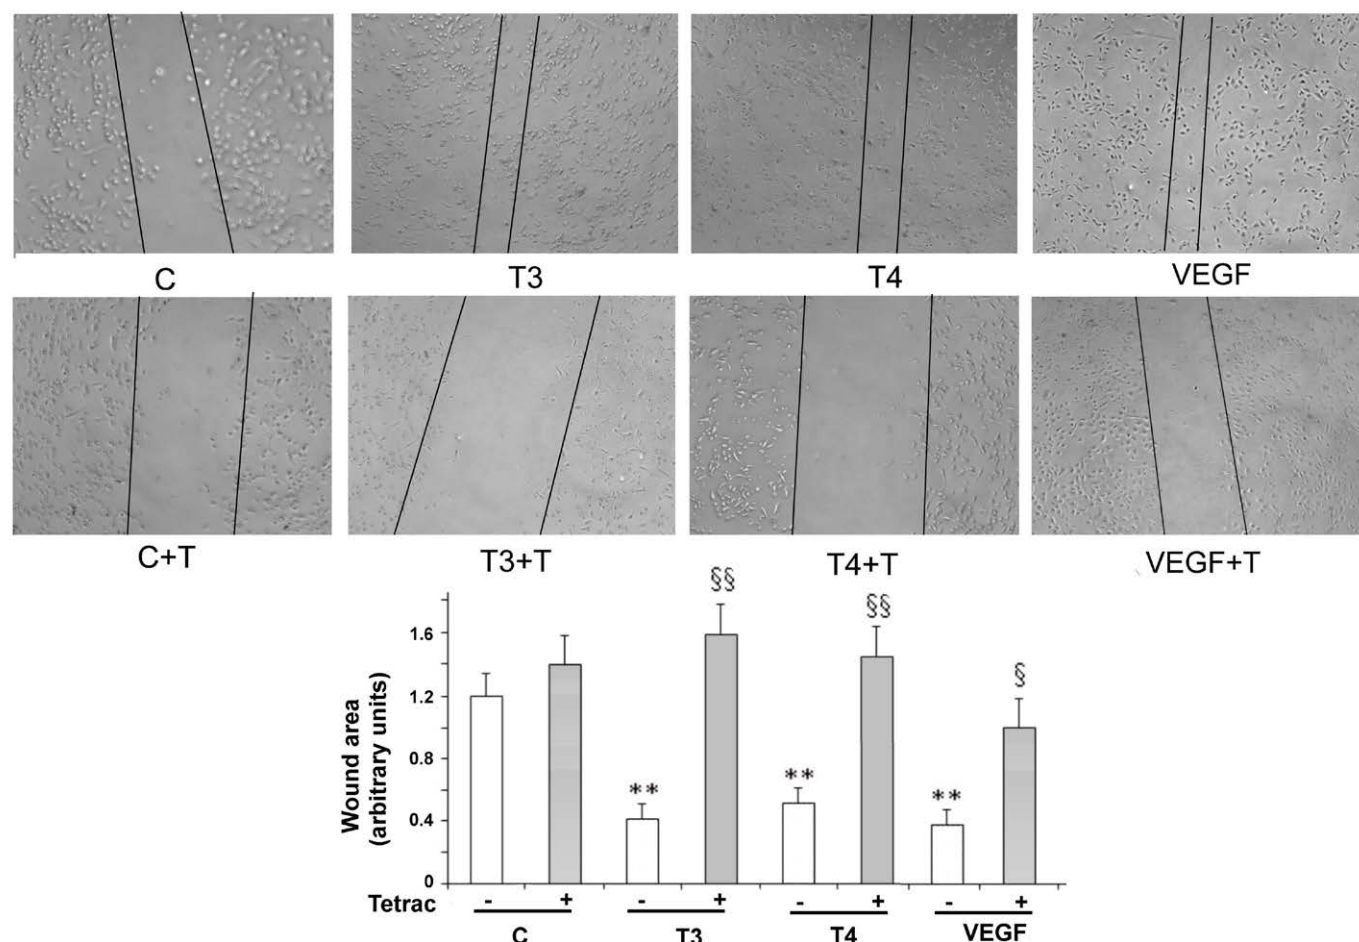 C T3 T4 VEGF
C+T T3+T T4+T VEGF+T
§§ §§ § ** ** **
Wound area
(arbitrary units)
1.6
1.2
0.8
0.4
0
Tetrac - + - + - + - +
C T3 T4 VEGF